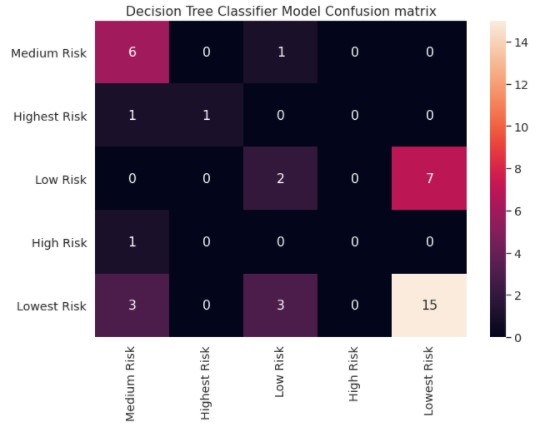 Decision Tree Classifier Model Confusion matrix
Medium Risk 6 0 1 0 0
Highest Risk 1 1 0 0 0
Low Risk 0 0 2 0 7
High Risk 1 0 0 0 0
Lowest Risk 3 0 3 0 15
Medium Risk
Highest Risk
Low Risk
High Risk
Lowest Risk
14
12
10
8
6
4
2
0